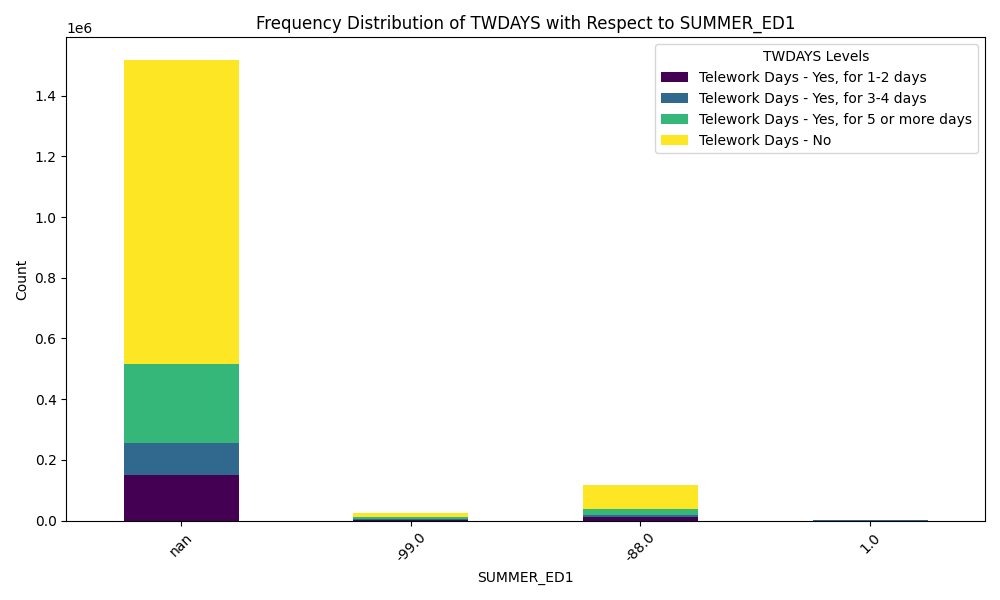 Frequency Distribution of TWDAYS with Respect to SUMMER_ED1
1e6
TWDAYS Levels
Telework Days - Yes, for 1-2 days
Telework Days - Yes, for 3-4 days
Telework Days - Yes, for 5 or more days
Telework Days - No
1.4
1.2
1.0
0.8
0.6
0.4
0.2
0.0
Count
nan
-99.0
-88.0
1.0
SUMMER_ED1